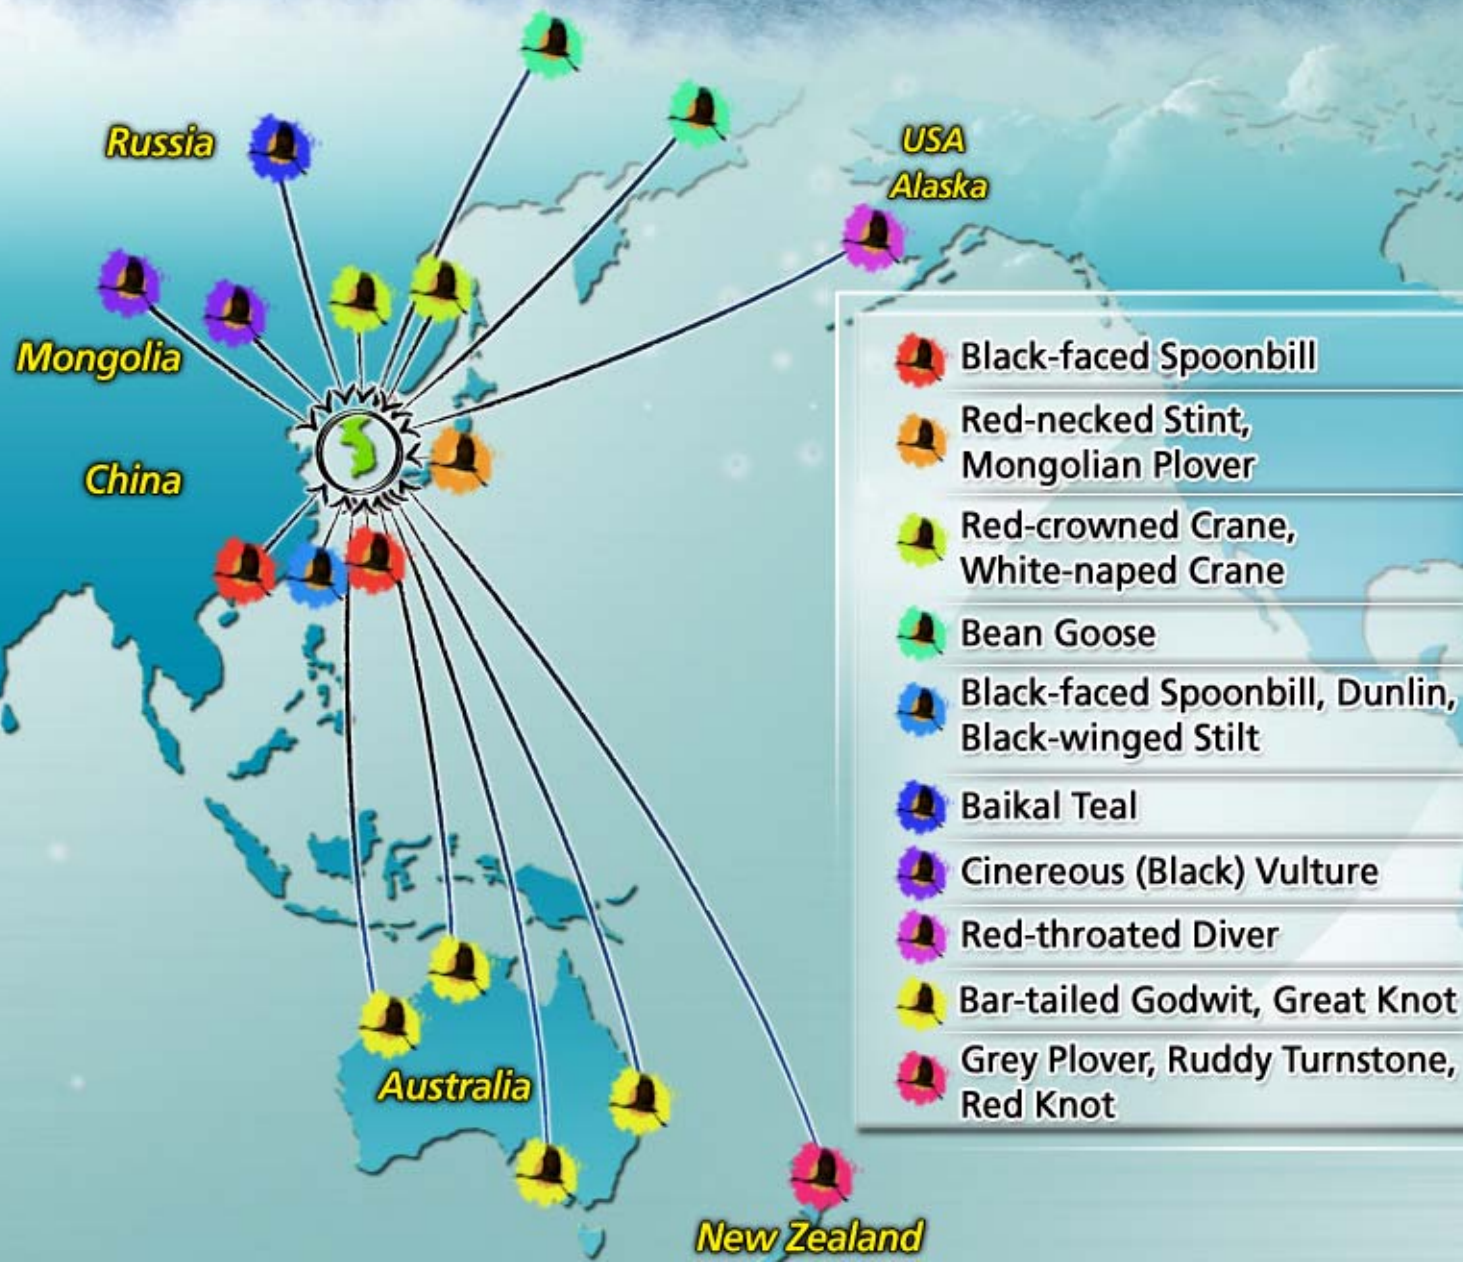 Russia
USA
Alaska
Mongolia
China
Australia
New Zealand
Black-faced Spoonbill
Red-necked Stint,
Mongolian Plover
Red-crowned Crane,
White-naped Crane
Bean Goose
Black-faced Spoonbill, Dunlin,
Black-winged Stilt
Baikal Teal
Cinereous (Black) Vulture
Red-throated Diver
Bar-tailed Godwit, Great Knot
Grey Plover, Ruddy Turnstone,
Red Knot